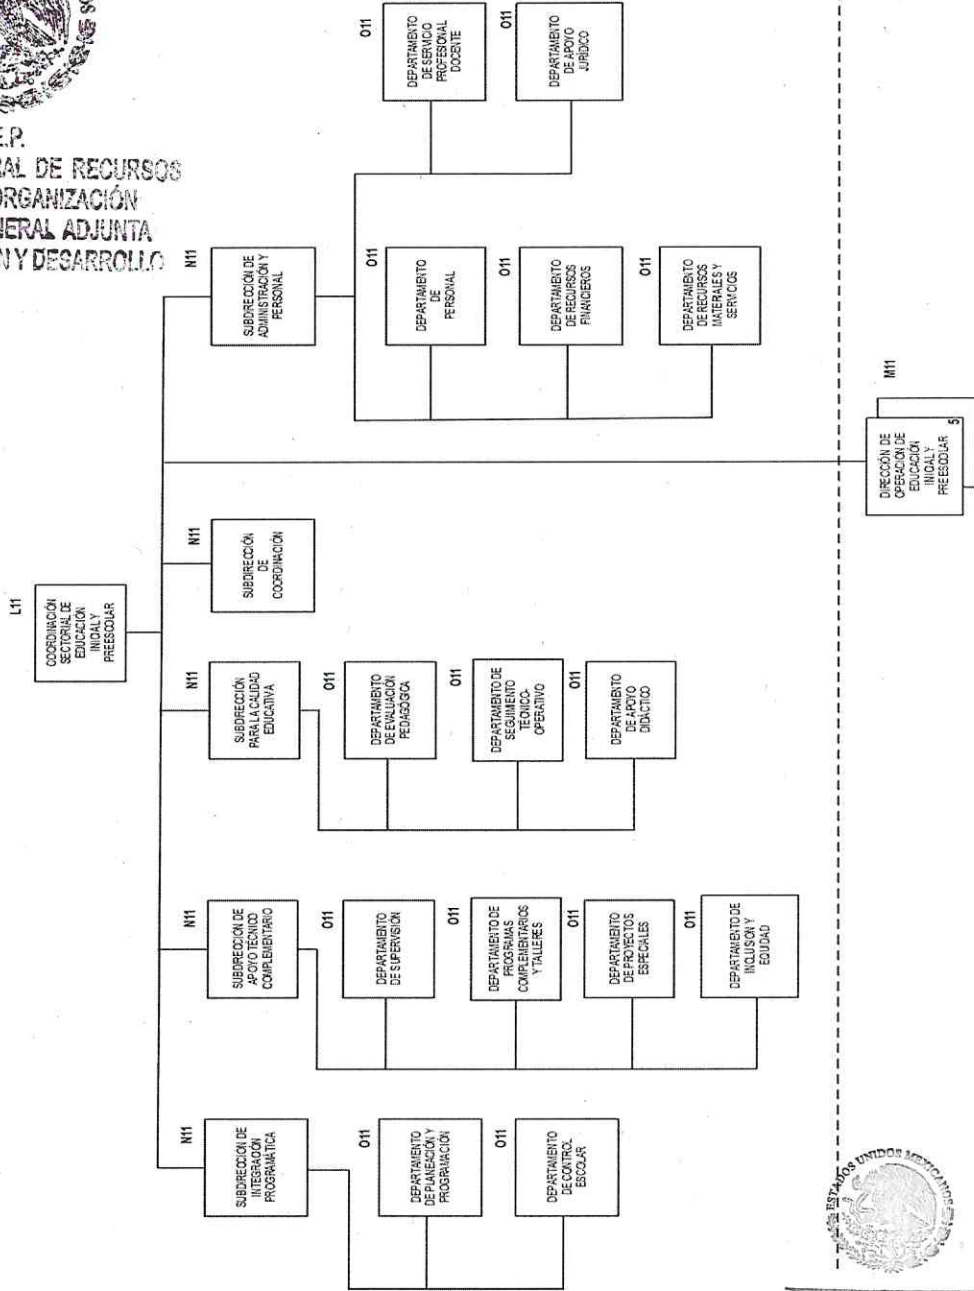 E.P.
RAL DE RECURSOS
ORGANIZACIÓN
NERAL ADJUNTA
N Y DESARROLLO
L11
COORDINACIÓN
SECTORIAL DE
EDUCACIÓN
INICIAL Y
PREESCOLAR
N11
SUBDIRECCIÓN DE
INTEGRACIÓN
PROGRAMÁTICA
O11
DEPARTAMENTO
DE PLANEACIÓN Y
PROGRAMACIÓN
O11
DEPARTAMENTO
DE CONTROL
ESCOLAR
N11
SUBDIRECCION DE
APOYO TÉCNICO
COMPLEMENTARIO
O11
DEPARTAMENTO
DE SUPERVISIÓN
O11
DEPARTAMENTO DE
PROGRAMAS
COMPLEMENTARIOS
Y TALLERES
O11
DEPARTAMENTO
DE PROYECTOS
ESPECIALES
O11
DEPARTAMENTO DE
INCLUSION Y
EQUIDAD
N11
SUBDIRECCIÓN
PARA LA CALIDAD
EDUCATIVA
O11
DEPARTAMENTO
DE EVALUACIÓN
PEDAGÓGICA
O11
DEPARTAMENTO DE
SEGUIMIENTO
TÉCNICO-
OPERATIVO
O11
DEPARTAMENTO
DE APOYO
DIDÁCTICO
N11
SUBDIRECCIÓN
DE
COORDINACIÓN
N11
SUBDIRECCIÓN DE
ADMINISTRACIÓN Y
PERSONAL
O11
DEPARTAMENTO
DE
PERSONAL
O11
DEPARTAMENTO
DE RECURSOS
FINANCIEROS
O11
DEPARTAMENTO
DE RECURSOS
MATERIALES Y
SERVICIOS
O11
DEPARTAMENTO
DE SERVICIO
PROFESIONAL
DOCENTE
O11
DEPARTAMENTO
DE APOYO
JURÍDICO
M11
DIRECCIÓN DE
OPERACIÓN DE
EDUCACIÓN
INICIAL Y
PREESCOLAR
5
ESTADOS UNIDOS MEXICANOS